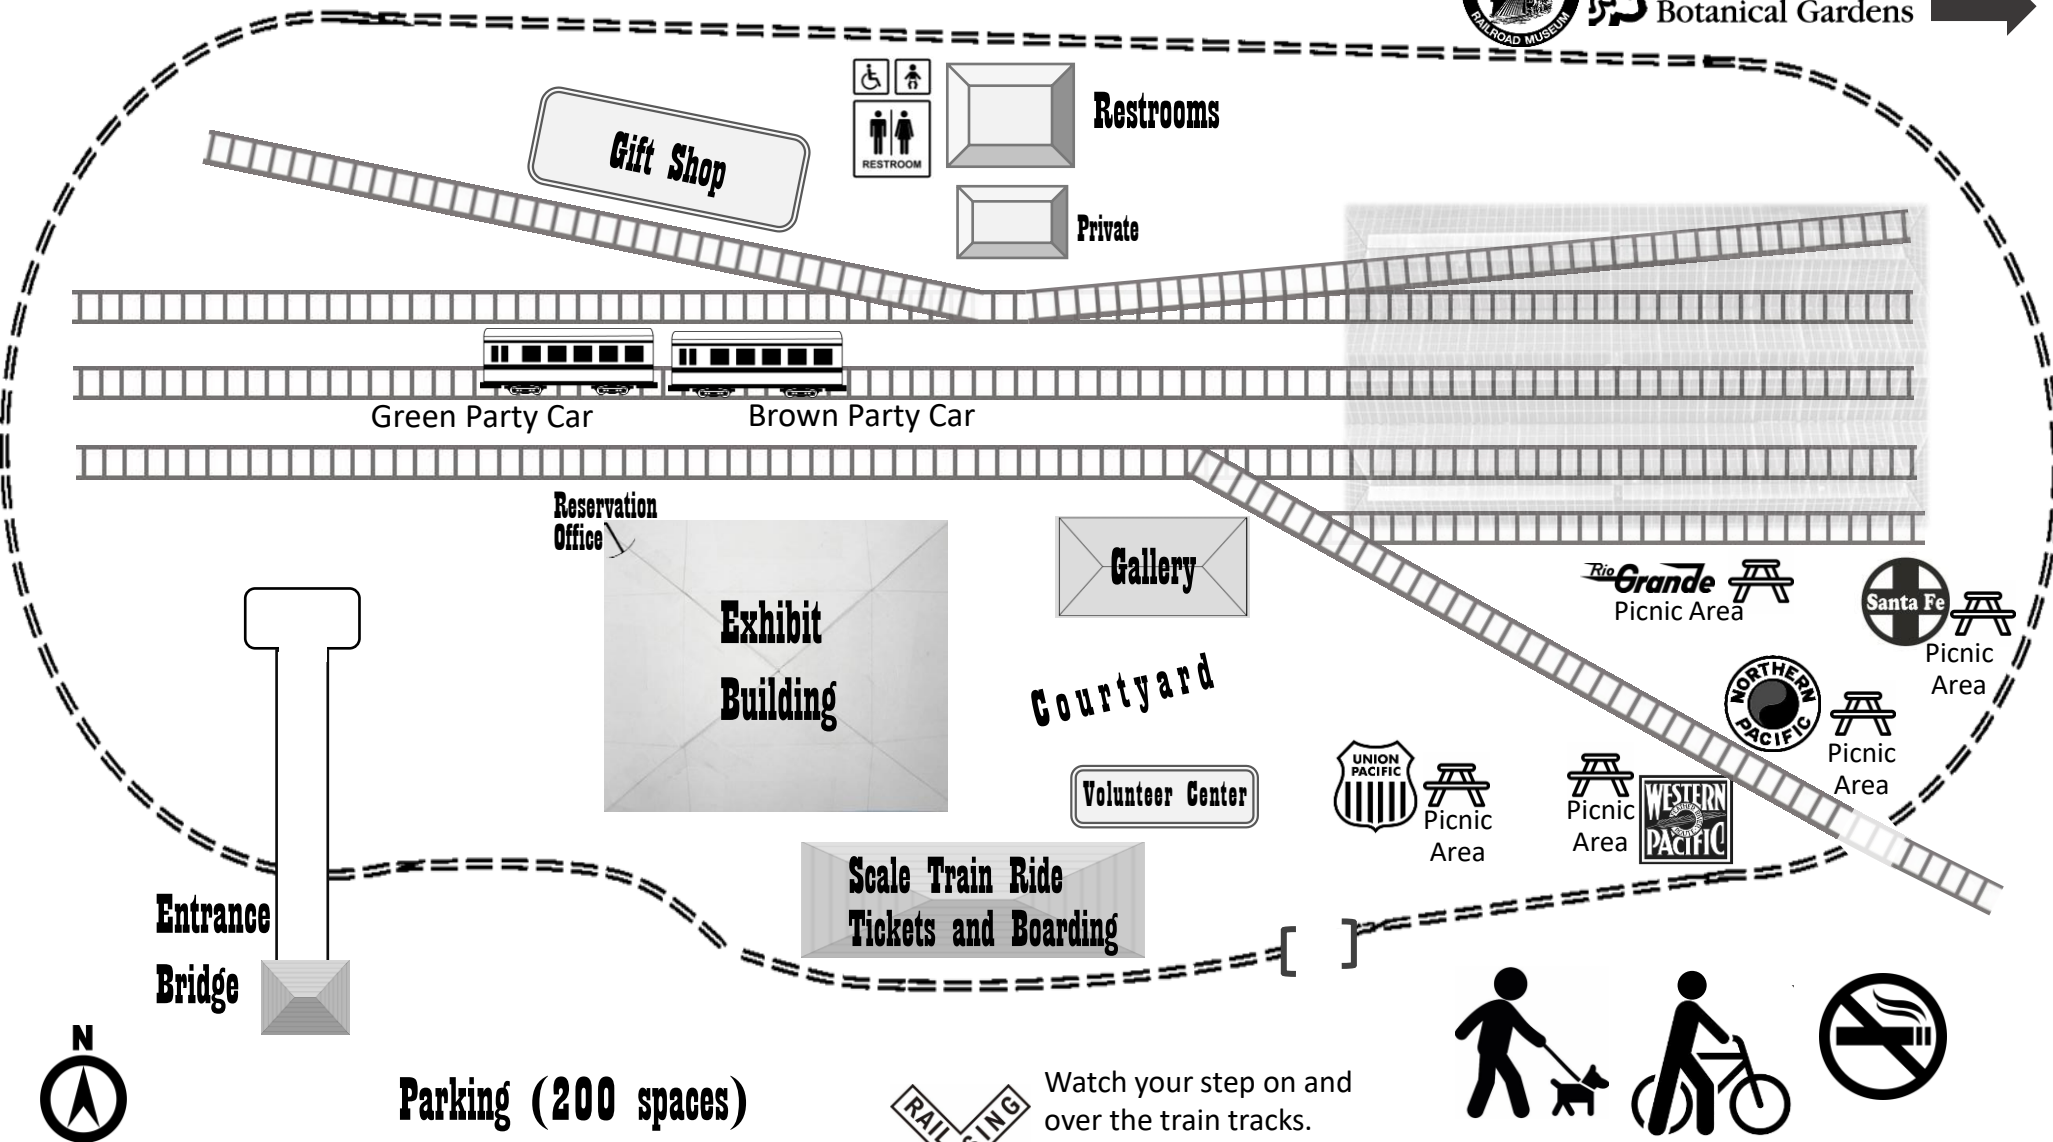 RAILROAD MUSEUM
Botanical Gardens
Gift Shop
RESTROOM
Restrooms
Private
Green Party Car
Brown Party Car
Reservation
Office
Exhibit
Building
Gallery
Courtyard
Volunteer Center
Rio Grande
Picnic Area
Santa Fe
Picnic
Area
NORTHERN
PACIFIC
Picnic
Area
UNION
PACIFIC
Picnic
Area
Picnic
Area
WESTERN
PACIFIC
Scale Train Ride
Tickets and Boarding
Entrance
Bridge
N
Parking (200 spaces)
RAIL
ING
Watch your step on and
over the train tracks.